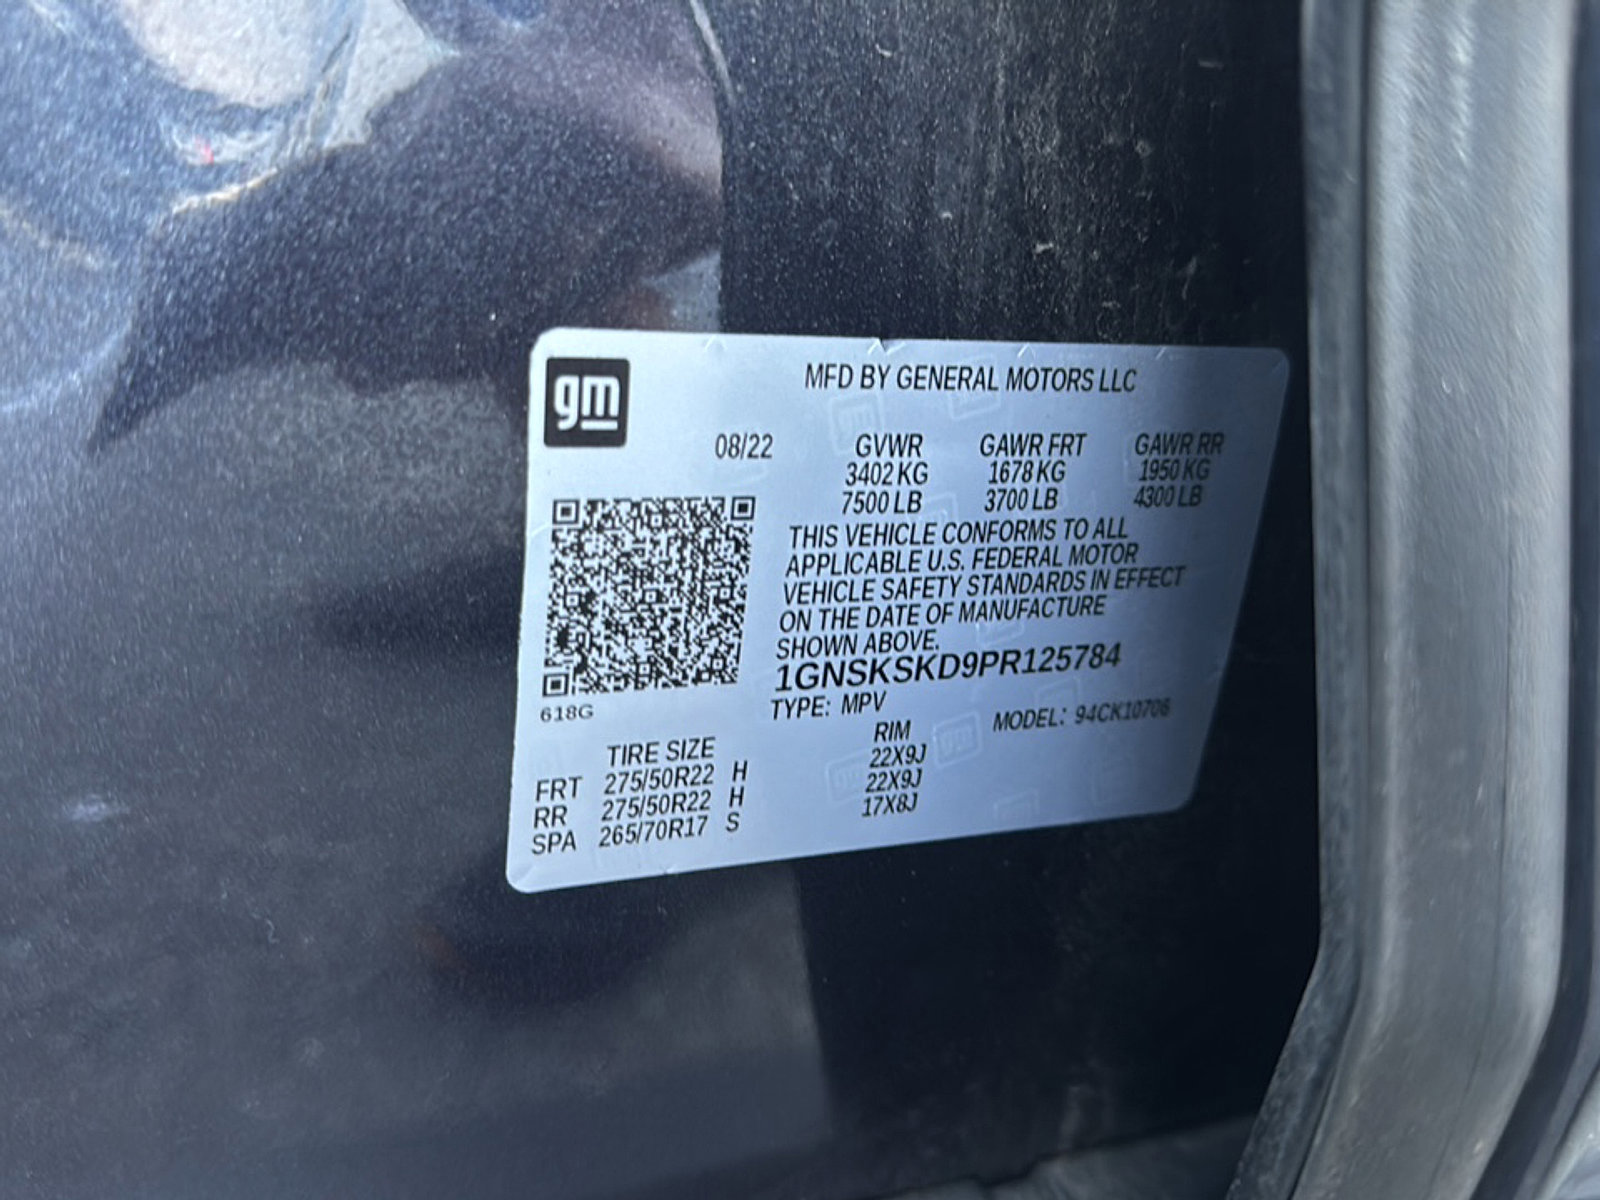 gm
MFD BY GENERAL MOTORS LLC
08/22 GVWR GAWR FRT GAWR RR
3402 KG 1678 KG 1950 KG
7500 LB 3700 LB 4300 LB
THIS VEHICLE CONFORMS TO ALL
APPLICABLE U.S. FEDERAL MOTOR
VEHICLE SAFETY STANDARDS IN EFFECT
ON THE DATE OF MANUFACTURE
SHOWN ABOVE.
1GNSKSKD9PR125784
618G
TYPE: MPV MODEL: 94CK10706
TIRE SIZE RIM
FRT 275/50R22 H 22X9J
RR 275/50R22 H 22X9J
SPA 265/70R17 S 17X8J